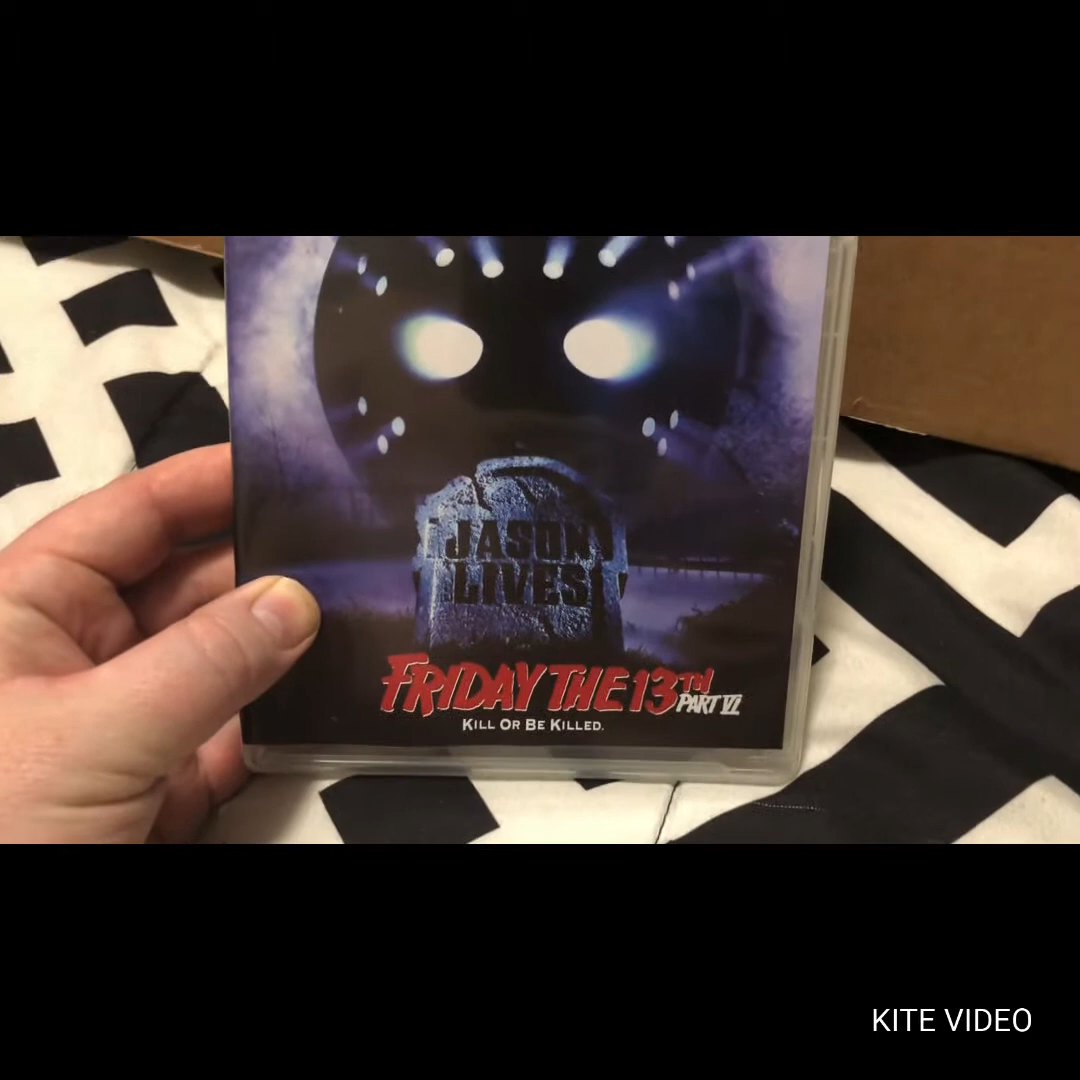 JASON
LIVES
FRIDAY THE 13TH
PART VI
KILL OR BE KILLED.
KITE VIDEO